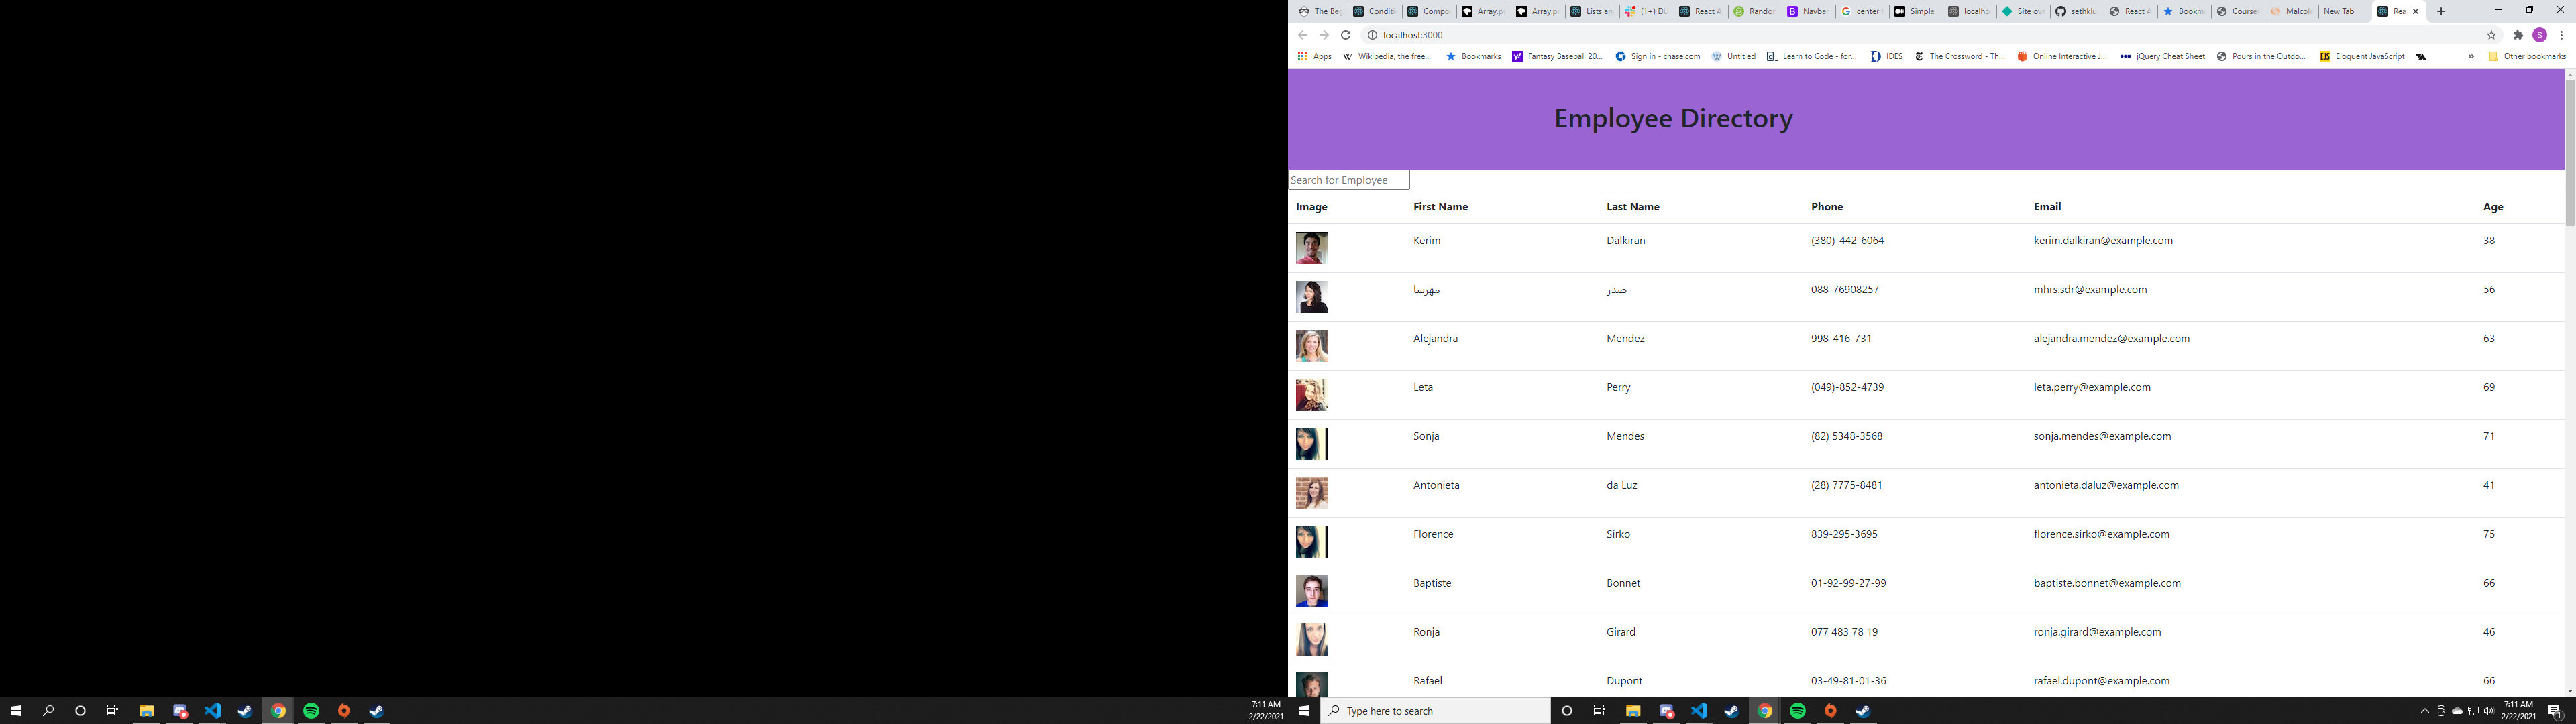 The Be
Conditi
Compo
Array.p
Array.p
Lists an
(1+) DU
React A
Random
Navbar
center t
Simple
localho
Site ove
sethklu
React A
Bookm
Course
Malcol
New Tab
Rea
localhost:3000
S
Apps
Wikipedia, the free...
Bookmarks
Fantasy Baseball 20...
Sign in - chase.com
Untitled
Learn to Code - for...
IDES
The Crossword - Th...
Online Interactive J...
jQuery Cheat Sheet
Pours in the Outdo...
Eloquent JavaScript
»
Other bookmarks
Employee Directory
Search for Employee
Image First Name Last Name Phone Email Age
Kerim Dalkıran (380)-442-6064 kerim.dalkiran@example.com 38
مهرسا صدر 088-76908257 mhrs.sdr@example.com 56
Alejandra Mendez 998-416-731 alejandra.mendez@example.com 63
Leta Perry (049)-852-4739 leta.perry@example.com 69
Sonja Mendes (82) 5348-3568 sonja.mendes@example.com 71
Antonieta da Luz (28) 7775-8481 antonieta.daluz@example.com 41
Florence Sirko 839-295-3695 florence.sirko@example.com 75
Baptiste Bonnet 01-92-99-27-99 baptiste.bonnet@example.com 66
Ronja Girard 077 483 78 19 ronja.girard@example.com 46
Rafael Dupont 03-49-81-01-36 rafael.dupont@example.com 66
7:11 AM
2/22/2021
Type here to search
7:11 AM
2/22/2021